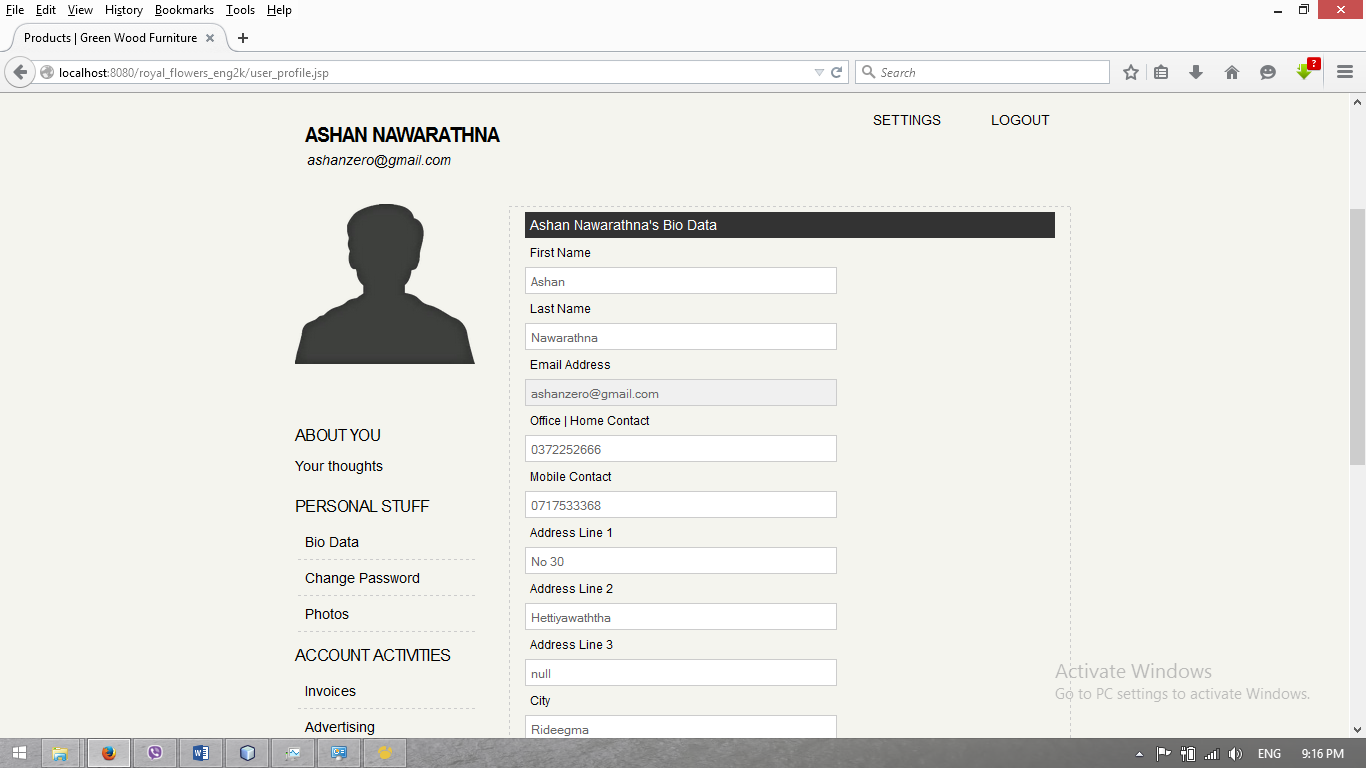 File Edit View History Bookmarks Tools Help
Products | Green Wood Furniture
localhost:8080/royal_flowers_eng2k/user_profile.jsp
Search
?
SETTINGS LOGOUT
ASHAN NAWARATHNA
ashanzero@gmail.com
Ashan Nawarathna's Bio Data
First Name
Ashan
Last Name
Nawarathna
Email Address
ashanzero@gmail.com
Office | Home Contact
0372252666
Mobile Contact
0717533368
Address Line 1
No 30
Address Line 2
Hettiyawaththa
Address Line 3
null
City
Rideegma
ABOUT YOU
Your thoughts
PERSONAL STUFF
Bio Data
Change Password
Photos
ACCOUNT ACTIVITIES
Invoices
Advertising
Activate Windows
Go to PC settings to activate Windows.
ENG 9:16 PM